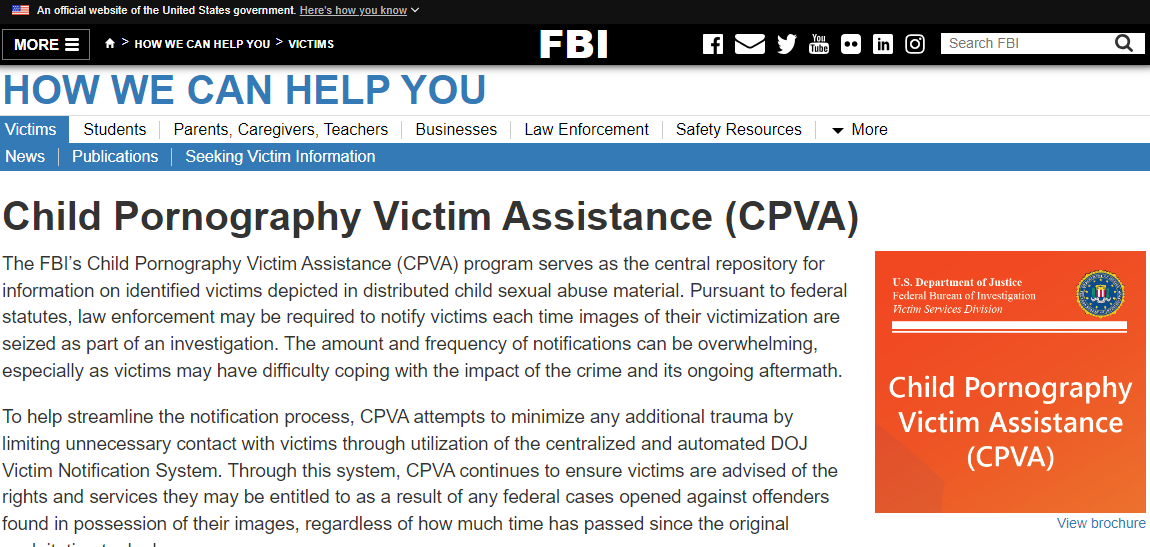 An official website of the United States government. Here's how you know
MORE
> HOW WE CAN HELP YOU > VICTIMS
FBI
You Tube
in
Search FBI
HOW WE CAN HELP YOU
Victims Students Parents, Caregivers, Teachers Businesses Law Enforcement Safety Resources More
News Publications Seeking Victim Information
Child Pornography Victim Assistance (CPVA)
The FBI’s Child Pornography Victim Assistance (CPVA) program serves as the central repository for
information on identified victims depicted in distributed child sexual abuse material. Pursuant to federal
statutes, law enforcement may be required to notify victims each time images of their victimization are
seized as part of an investigation. The amount and frequency of notifications can be overwhelming,
especially as victims may have difficulty coping with the impact of the crime and its ongoing aftermath.
To help streamline the notification process, CPVA attempts to minimize any additional trauma by
limiting unnecessary contact with victims through utilization of the centralized and automated DOJ
Victim Notification System. Through this system, CPVA continues to ensure victims are advised of the
rights and services they may be entitled to as a result of any federal cases opened against offenders
found in possession of their images, regardless of how much time has passed since the original
U.S. Department of Justice
Federal Bureau of Investigation
Victim Services Division
Child Pornography
Victim Assistance
(CPVA)
View brochure